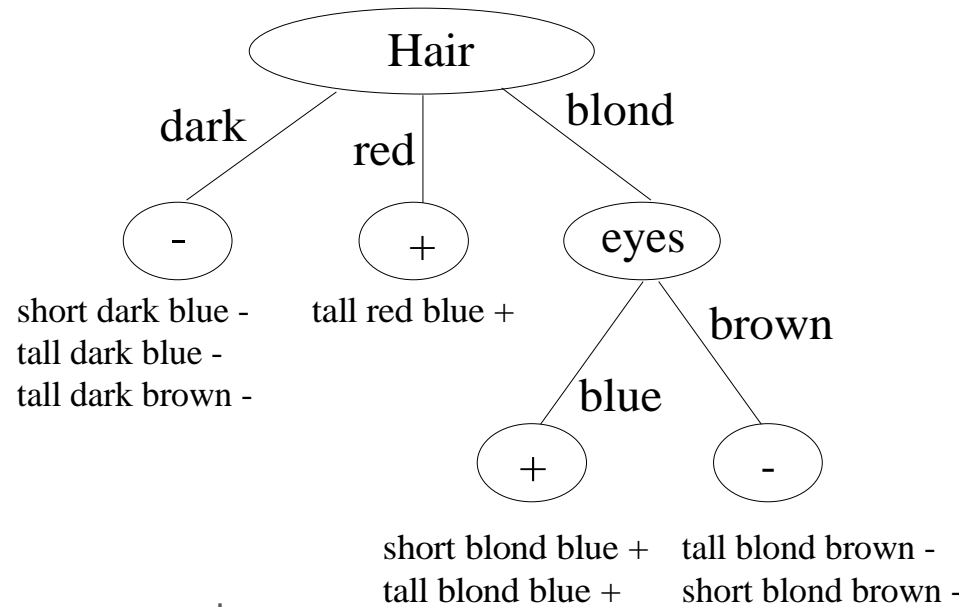 Hair
dark
red
blond
-
+
eyes
short dark blue -
tall dark blue -
tall dark brown -
tall red blue +
blue
brown
+
-
short blond blue +
tall blond blue +
tall blond brown -
short blond brown -